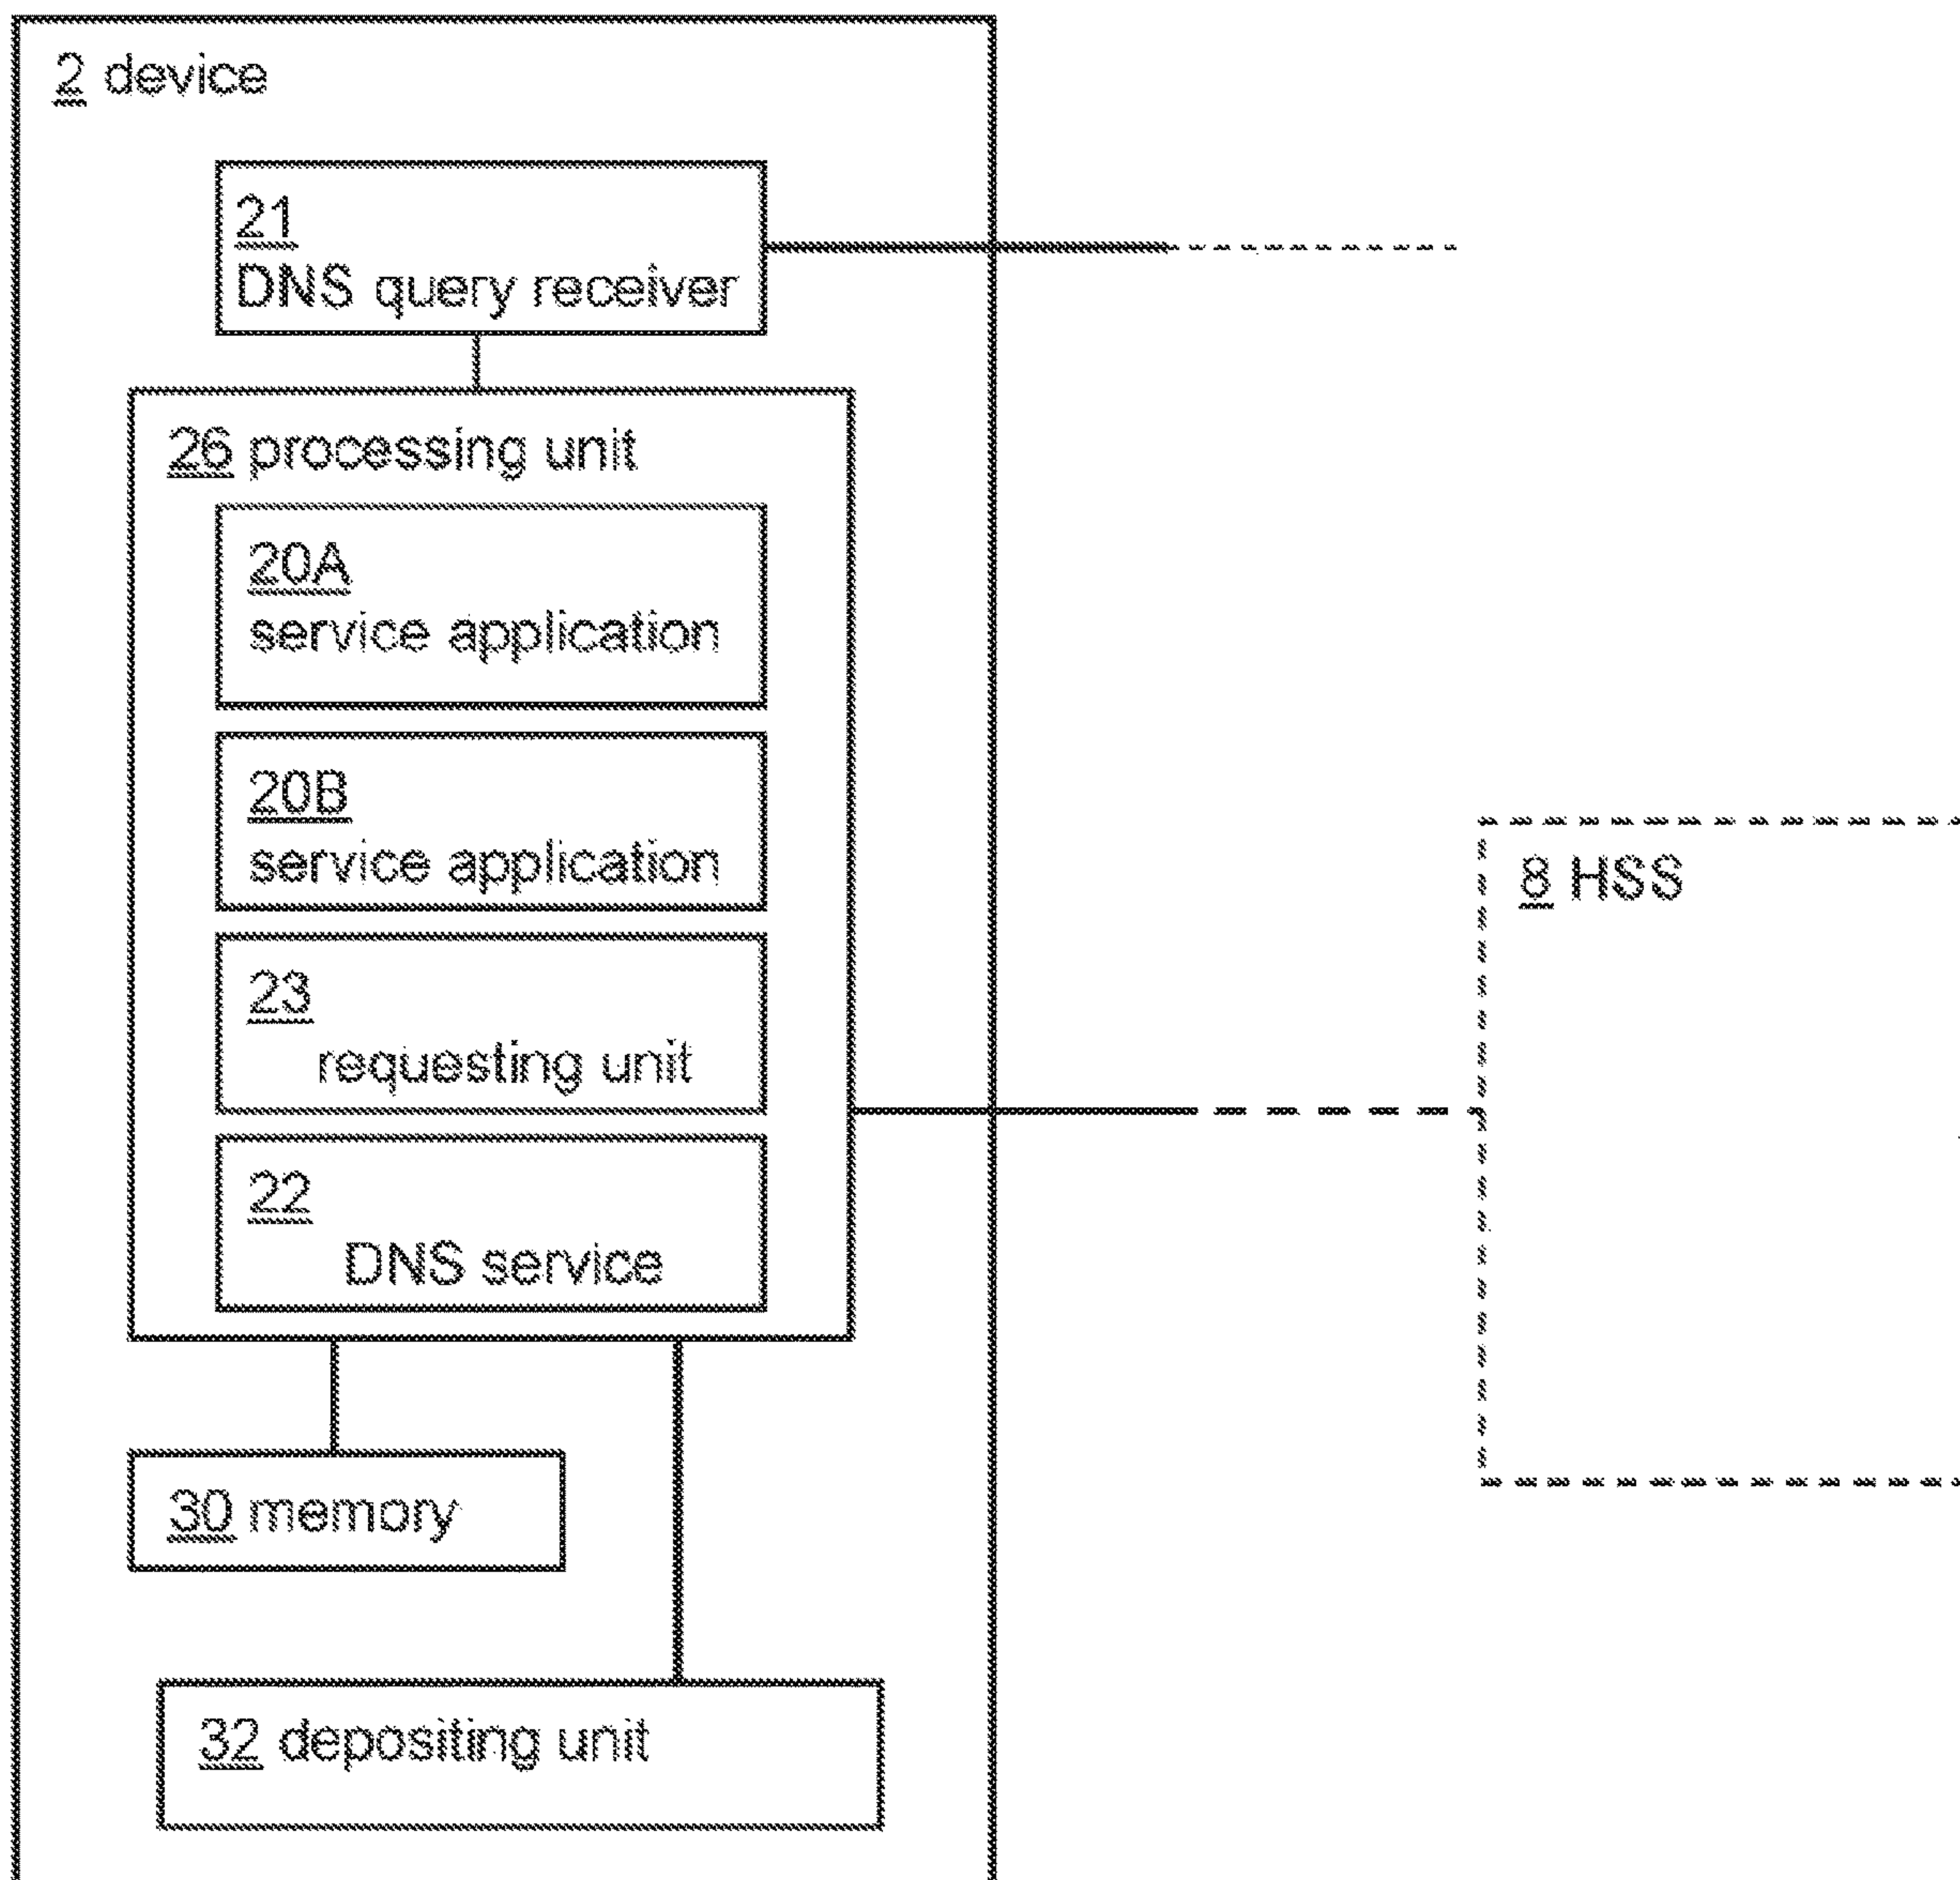 2 device
21
DNS query receiver
26 processing unit
20A
service application
20B
service application
23
requesting unit
22
DNS service
30 memory
32 depositing unit
8 HSS